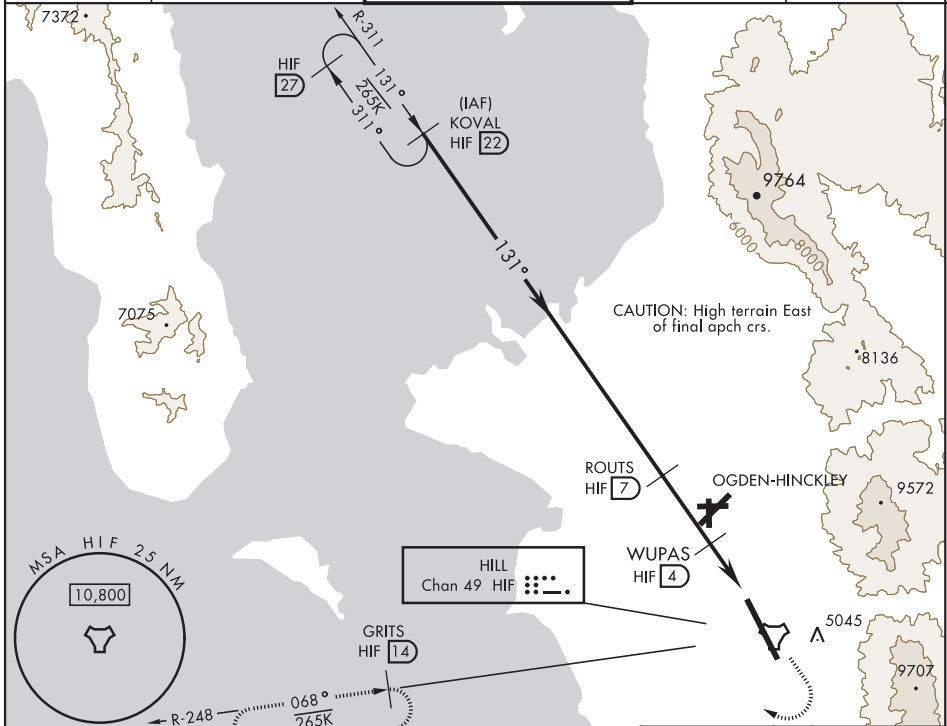 7372
R-311
HIF
27
131°
265K
311°
(IAF)
KOVAL
HIF 22
9764
6000
8000
131°
CAUTION: High terrain East
of final apch crs.
7075
8136
ROUTS
HIF 7
OGDEN-HINCKLEY
9572
WUPAS
HIF 4
MSA HIF 25 NM
10,800
HILL
Chan 49 HIF
5045
GRITS
HIF 14
9707
R-248
068°
265K